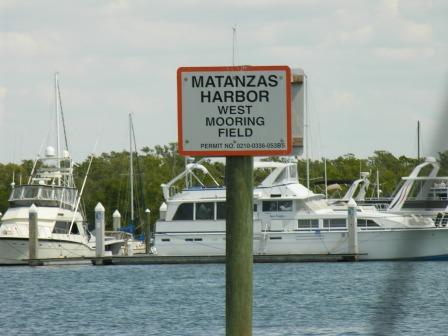 MATANZAS
HARBOR
WEST
MOORING
FIELD
PERMIT NO. 0210-0336-053BS